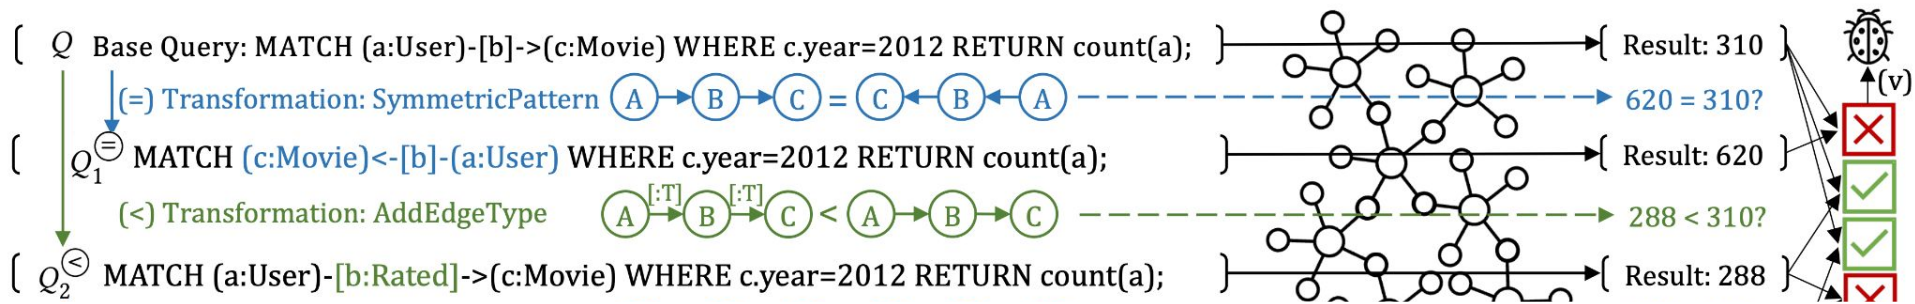 Q Base Query: MATCH (a:User)-[b]->(c:Movie) WHERE c.year=2012 RETURN count(a); Result: 310
(=) Transformation: SymmetricPattern A B C = C B A 620 = 310? (v)
Q1(=) MATCH (c:Movie)<-[b]-(a:User) WHERE c.year=2012 RETURN count(a); Result: 620
(<) Transformation: AddEdgeType A [:T] B [:T] C < A B C 288 < 310?
Q2(<) MATCH (a:User)-[b:Rated]->(c:Movie) WHERE c.year=2012 RETURN count(a); Result: 288